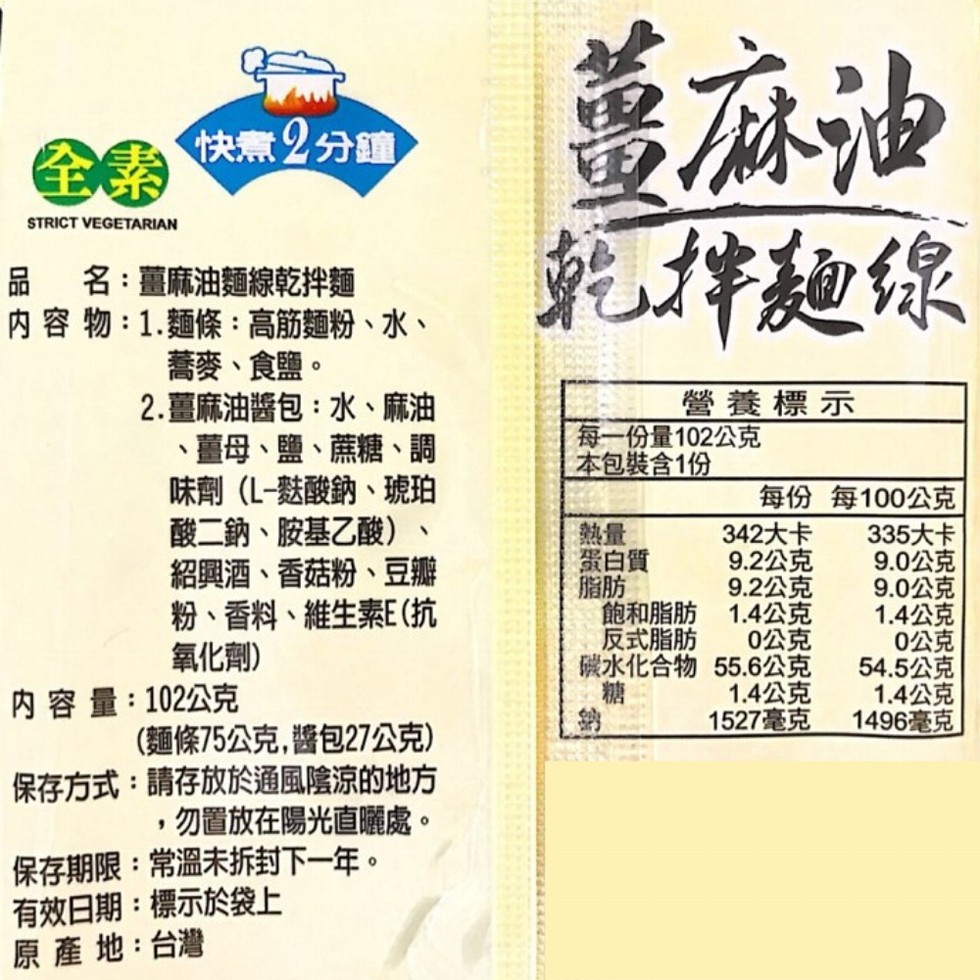 全素
STRICT VEGETARIAN
快煮2分鐘
品　　名：薑麻油麵線乾拌麵
內 容 物：1.麵條：高筋麵粉、水、
蕎麥、食鹽。
2.薑麻油醬包：水、麻油
、薑母、鹽、蔗糖、調
味劑（L-麩酸鈉、琥珀
酸二鈉、胺基乙酸）、
紹興酒、香菇粉、豆瓣
粉、香料、維生素E(抗
氧化劑)
內 容 量：102公克
(麵條75公克,醬包27公克)
保存方式：請存放於通風陰涼的地方
，勿置放在陽光直曬處。
保存期限：常溫未拆封下一年。
有效日期：標示於袋上
原 產 地：台灣
薑麻油
乾拌麵線
營養標示
每一份量102公克
本包裝含1份
每份 每100公克
熱量 342大卡 335大卡
蛋白質 9.2公克 9.0公克
脂肪 9.2公克 9.0公克
飽和脂肪 1.4公克 1.4公克
反式脂肪 0公克 0公克
碳水化合物 55.6公克 54.5公克
糖 1.4公克 1.4公克
鈉 1527毫克 1496毫克